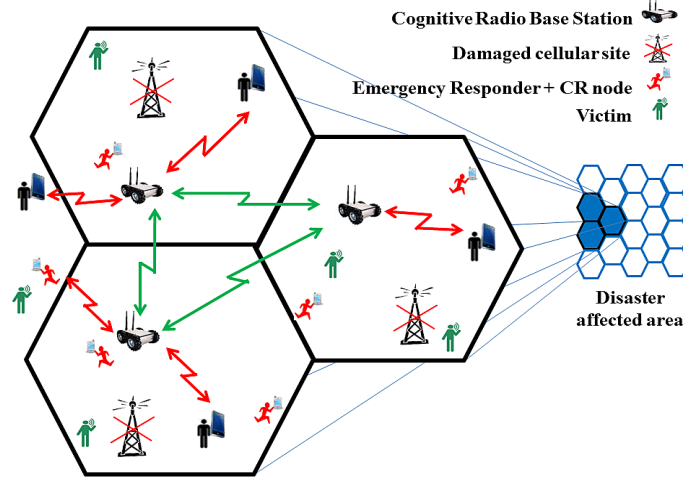 Cognitive Radio Base Station
Damaged cellular site
Emergency Responder + CR node
Victim
Disaster
affected area